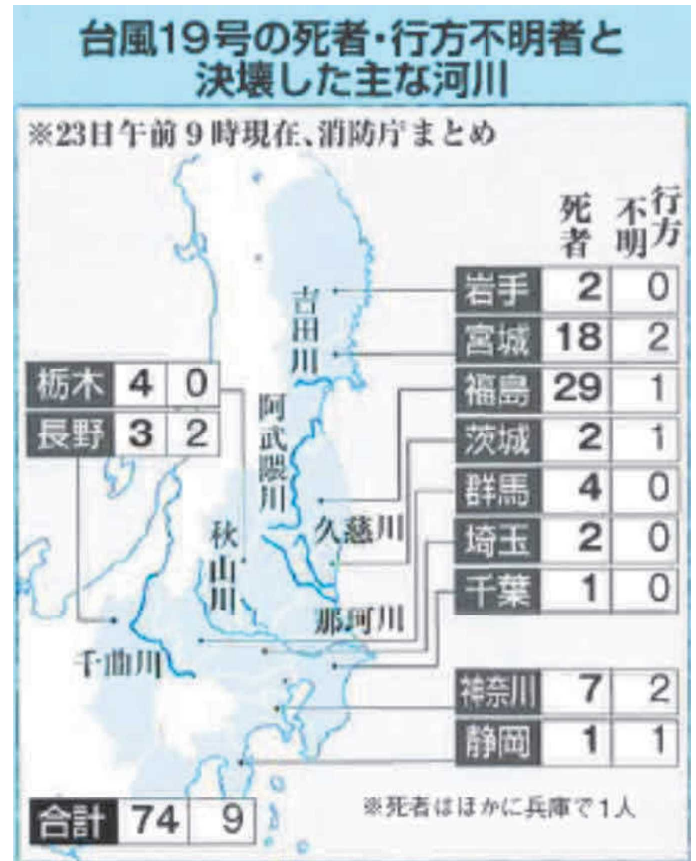 台風19号の死者・行方不明者と
決壊した主な河川
※23日午前9時現在、消防庁まとめ
死者 行方不明
岩手 2 0
宮城 18 2
福島 29 1
茨城 2 1
群馬 4 0
埼玉 2 0
千葉 1 0
神奈川 7 2
静岡 1 1
栃木 4 0
長野 3 2
吉田川
阿武隈川
久慈川
那珂川
秋山川
千曲川
合計 74 9
※死者はほかに兵庫で1人